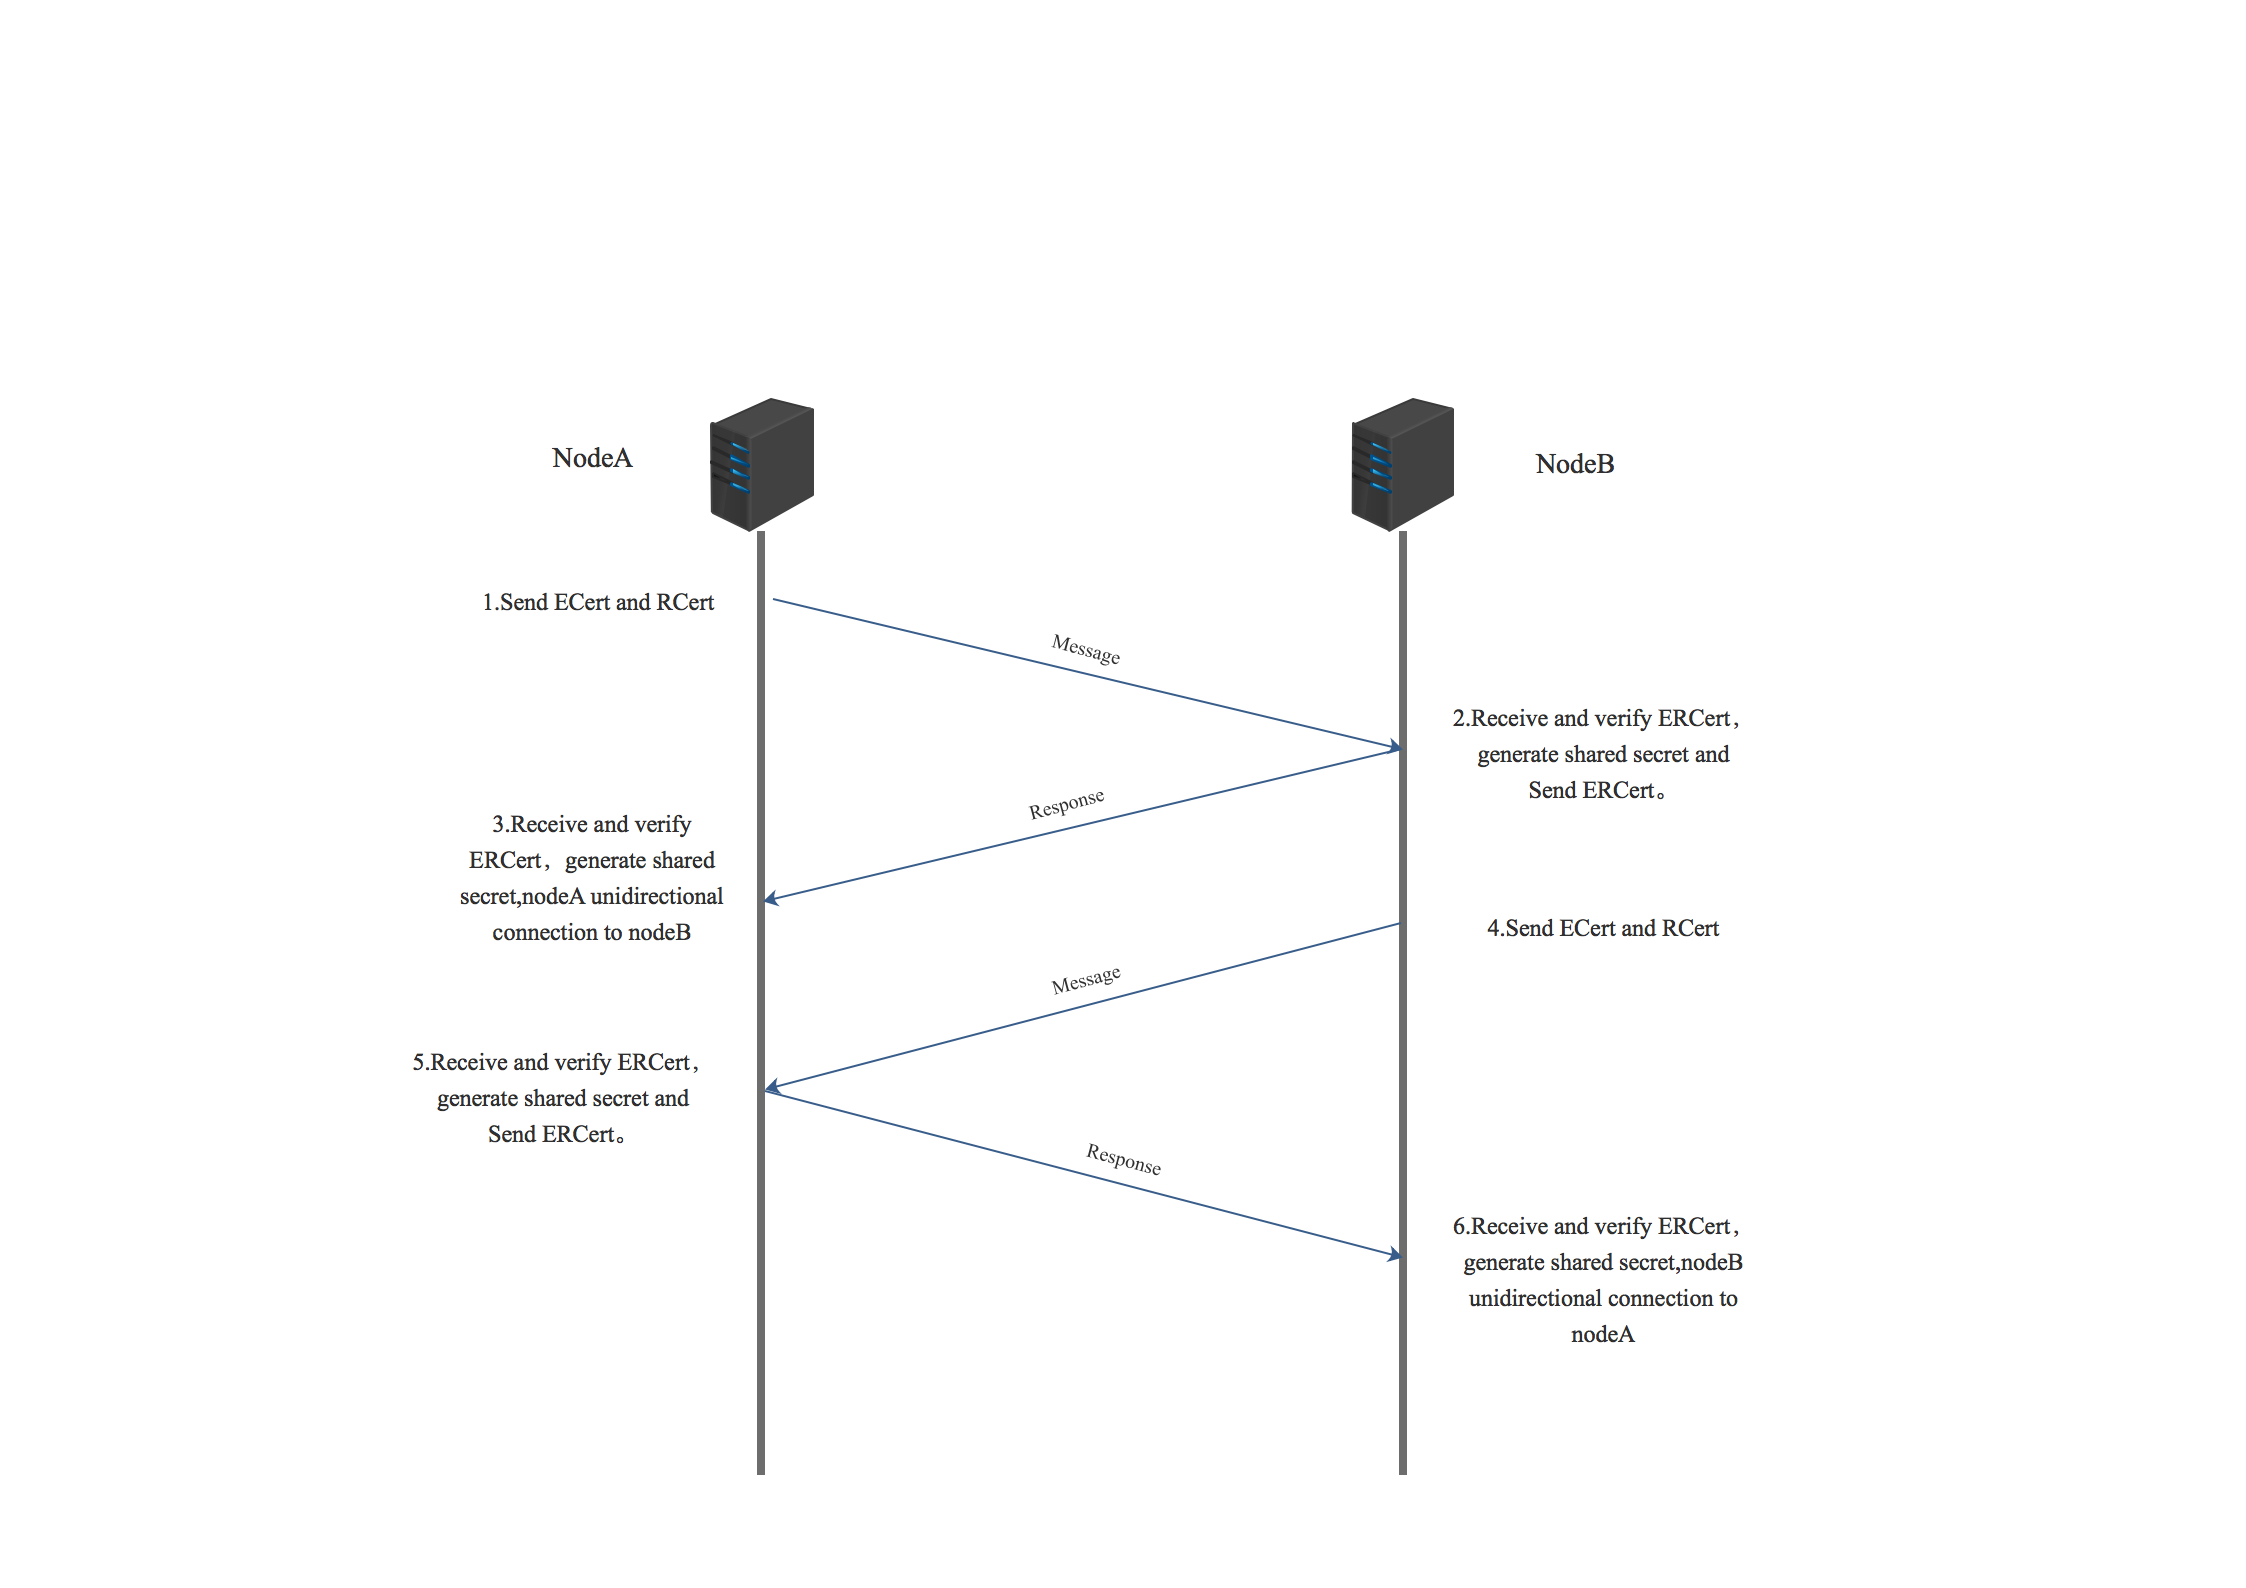 NodeA
NodeB
1.Send ECert and RCert
Message
2.Receive and verify ERCert，
generate shared secret and
Send ERCert。
Response
3.Receive and verify
ERCert，generate shared
secret,nodeA unidirectional
connection to nodeB
4.Send ECert and RCert
Message
5.Receive and verify ERCert，
generate shared secret and
Send ERCert。
Response
6.Receive and verify ERCert，
generate shared secret,nodeB
unidirectional connection to
nodeA